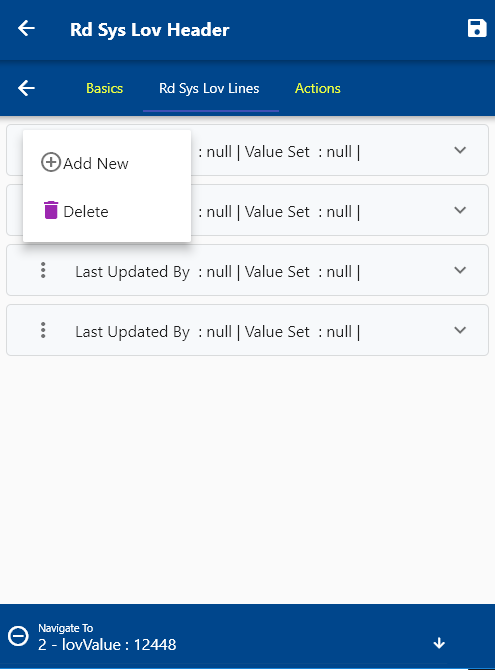 Rd Sys Lov Header
Basics Rd Sys Lov Lines Actions
: null | Value Set : null |
Add New
: null | Value Set : null |
Delete
Last Updated By : null | Value Set : null |
Last Updated By : null | Value Set : null |
Navigate To
2 - lovValue : 12448